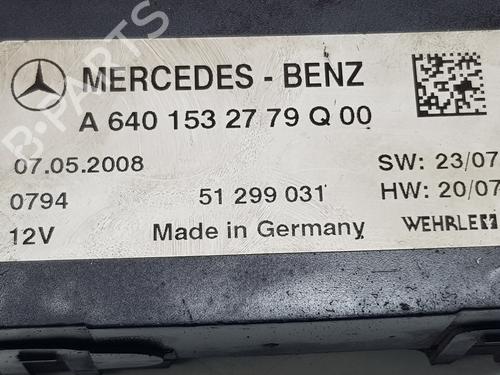 MERCEDES - BENZ
A 640 153 27 79 Q 00
07.05.2008
SW: 23/07
0794
51 299 031
HW: 20/07
12V
Made in Germany
WEHRLE
B-PARTS